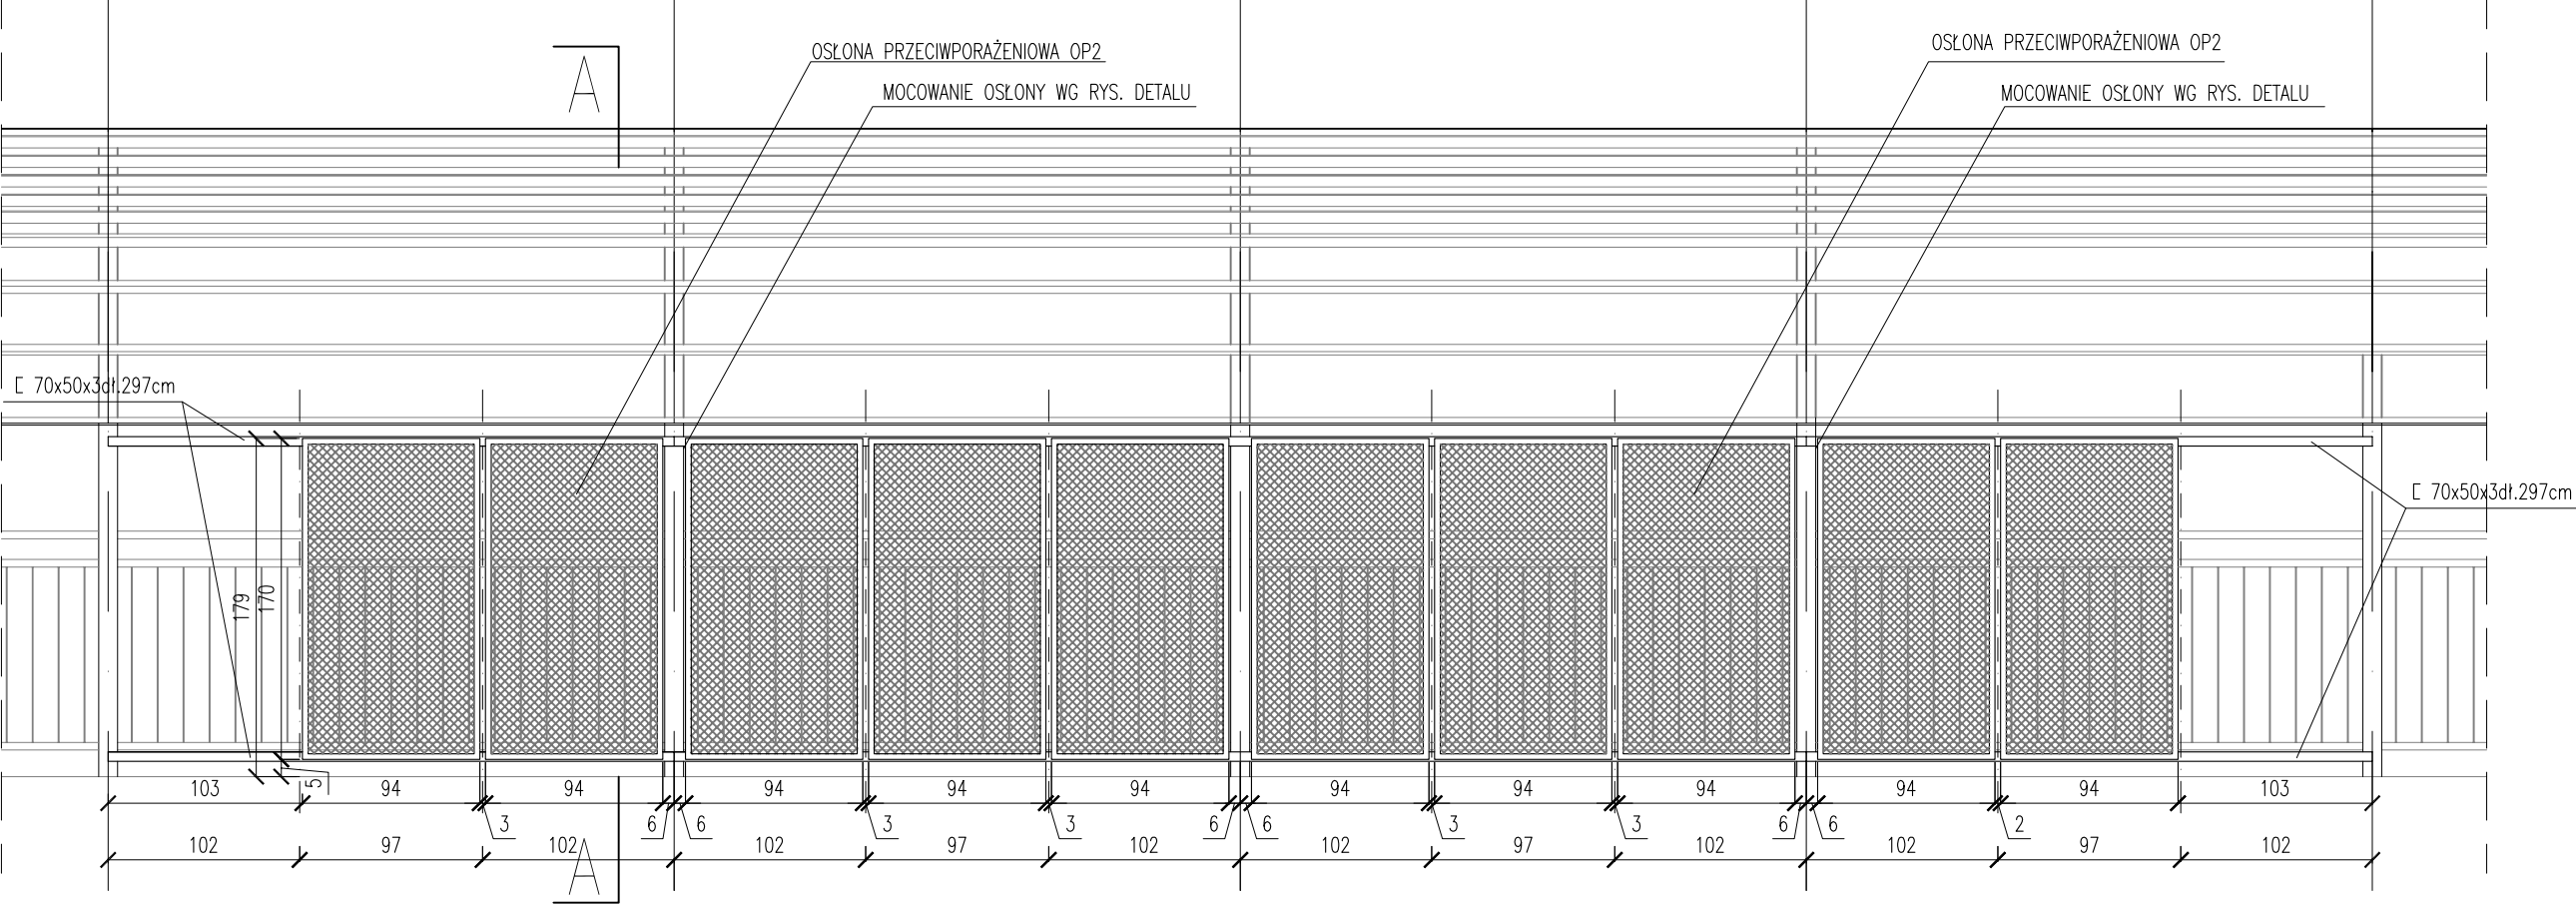 OSŁONA PRZECIWPORAŻENIOWA OP2
OSŁONA PRZECIWPORAŻENIOWA OP2
A
MOCOWANIE OSŁONY WG RYS. DETALU
MOCOWANIE OSŁONY WG RYS. DETALU
[ 70x50x3dł.297cm
[ 70x50x3dł.297cm
179
170
5
103 94 94 94 94 94 94 94 94 94 94 103
3 6 6 3 3 6 6 3 3 6 6 2
102 97 102 102 97 102 102 97 102 102 97 102
A